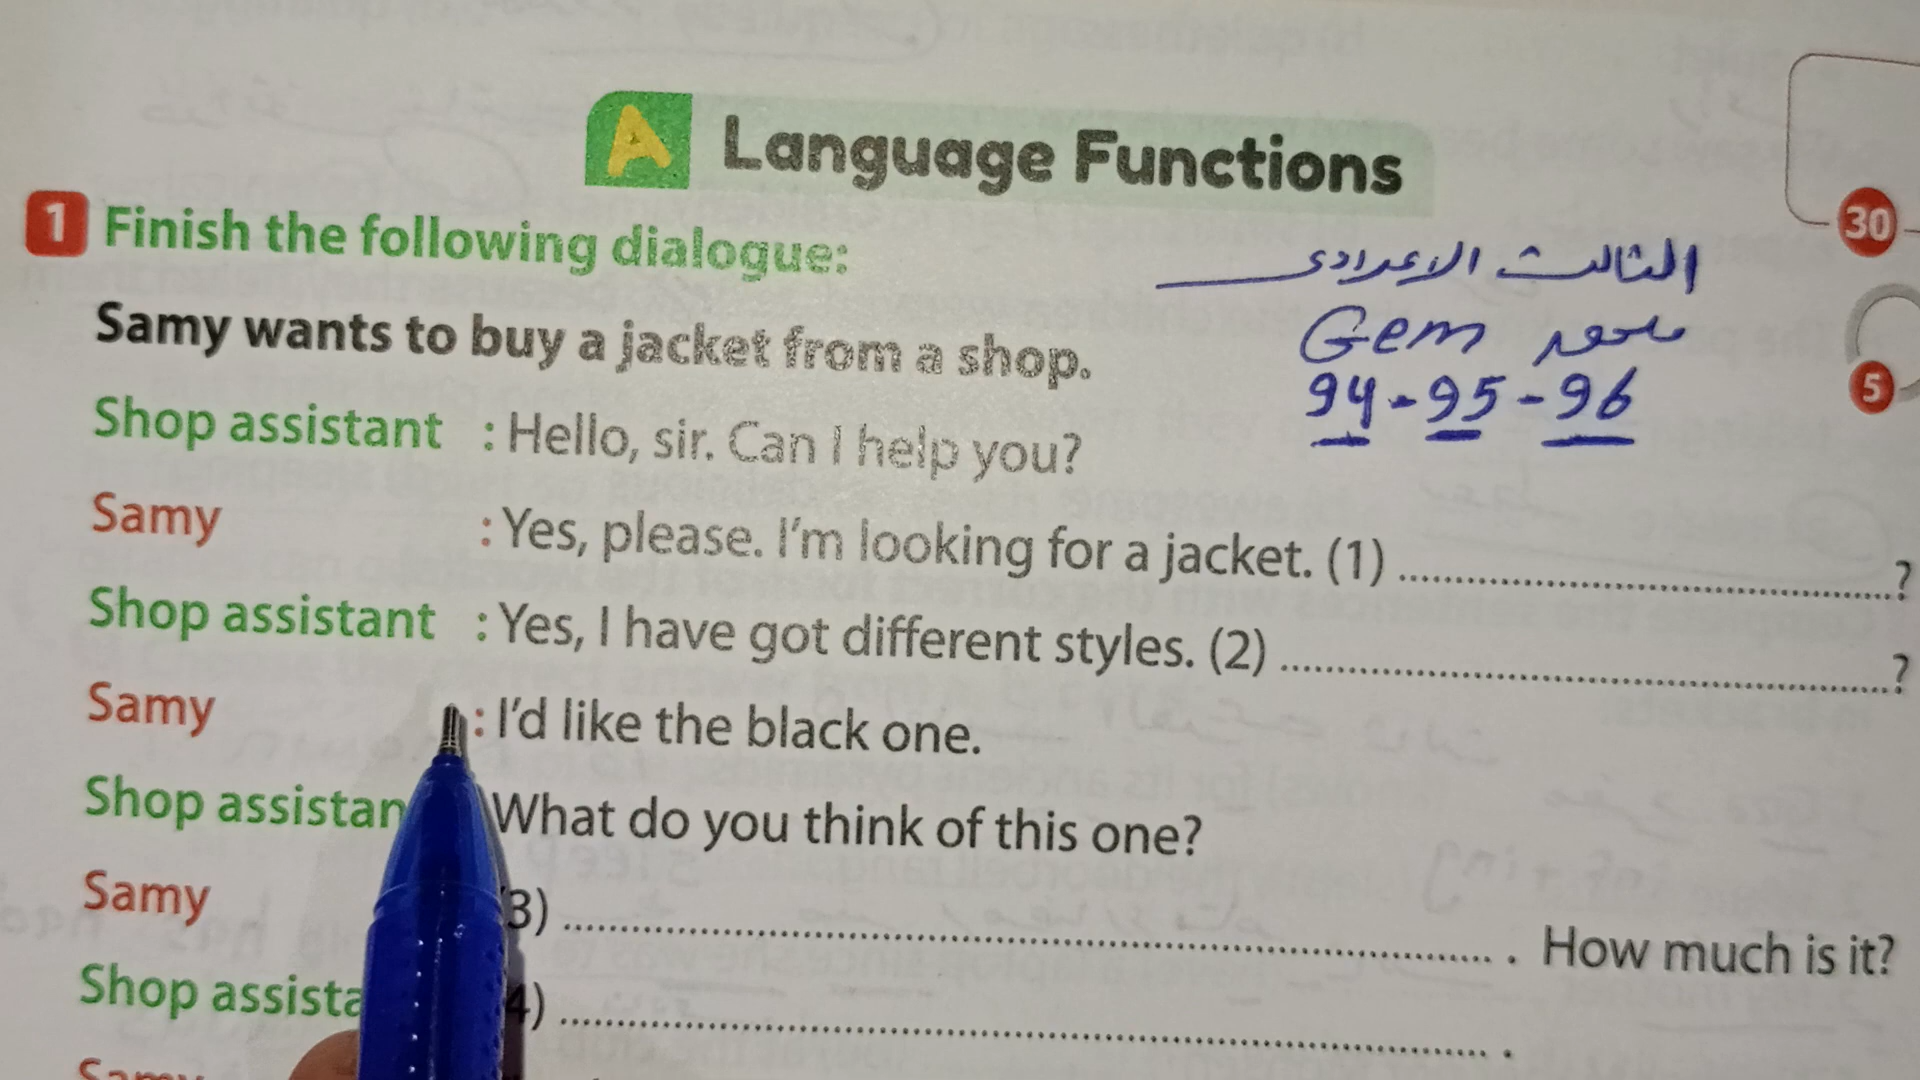 A Language Functions
30
1 Finish the following dialogue:
الثالث الاعدادى
Samy wants to buy a jacket from a shop.
Gem ملحق
94-95-96
5
Shop assistant : Hello, sir. Can I help you?
Samy : Yes, please. I'm looking for a jacket. (1) ........................................?
Shop assistant : Yes, I have got different styles. (2) ........................................?
Samy : I'd like the black one.
Shop assistan What do you think of this one?
Samy 3) ........................................ . How much is it?
Shop assista 4) ........................................ .
Samy